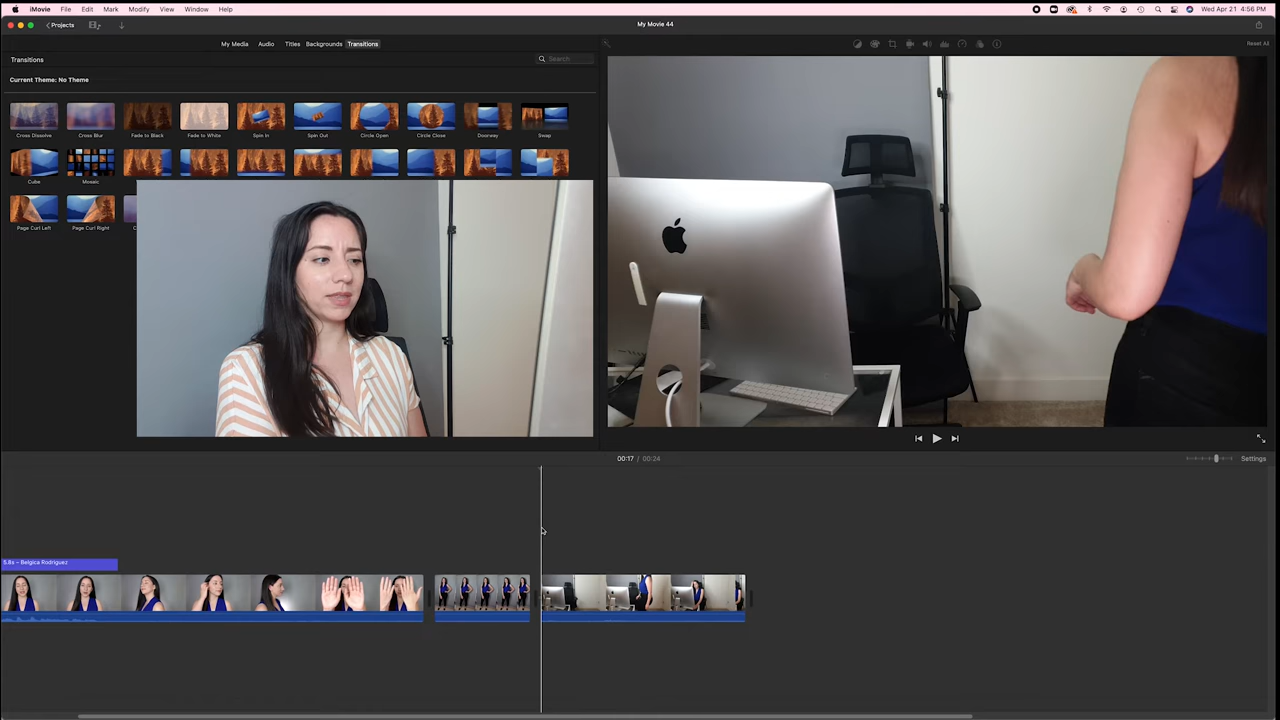 iMovie File Edit Mark Modify View Window Help Wed Apr 21 4:56 PM
Projects My Movie 44
My Media Audio Titles Backgrounds Transitions Reset All
Transitions Search
Current Theme: No Theme
Cross Dissolve Cross Blur Fade to Black Fade to White Spin In Spin Out Circle Open Circle Close Doorway Swap
Cube Mosaic
Page Curl Left Page Curl Right
00:17 / 00:24 Settings
5.8s – Belgica Rodriguez